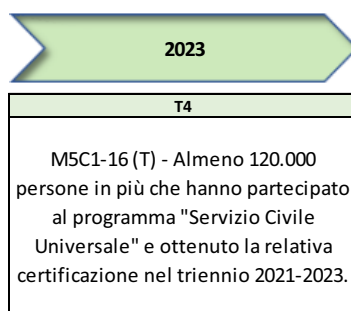 2023
T4
M5C1-16 (T) - Almeno 120.000
persone in più che hanno partecipato
al programma "Servizio Civile
Universale" e ottenuto la relativa
certificazione nel triennio 2021-2023.